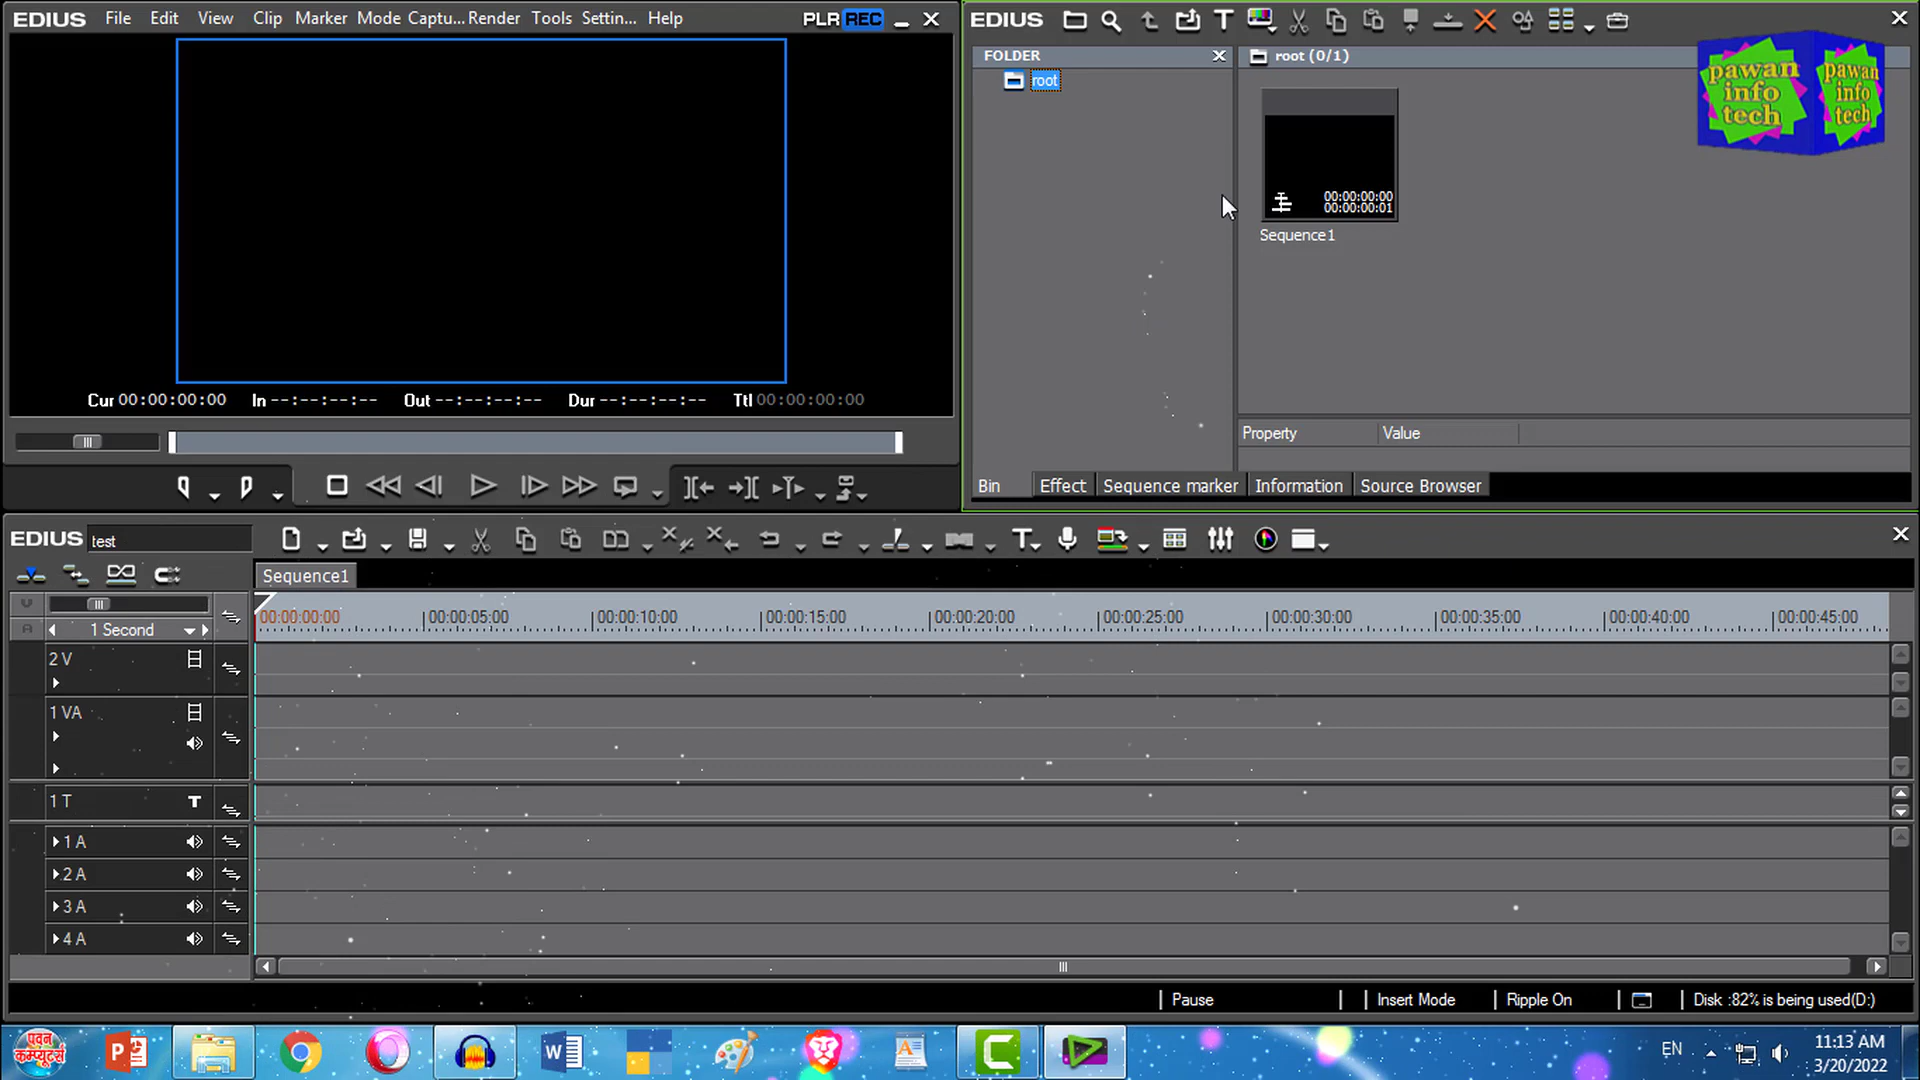 EDIUS File Edit View Clip Marker Mode Captu... Render Tools Settin... Help PLR REC
Cur 00:00:00:00 In --:--:--:-- Out --:--:--:-- Dur --:--:--:-- Ttl 00:00:00:00
EDIUS
FOLDER
root
root (0/1)
00:00:00:00
00:00:00:01
Sequence1
pawan info tech
pawan info tech
Property Value
Bin Effect Sequence marker Information Source Browser
EDIUS test
Sequence1
00:00:00:00 00:00:05:00 00:00:10:00 00:00:15:00 00:00:20:00 00:00:25:00 00:00:30:00 00:00:35:00 00:00:40:00 00:00:45:00
1 Second
2 V
1 VA
1 T
1 A
2 A
3 A
4 A
Pause Insert Mode Ripple On Disk :82% is being used(D:)
पवन कम्प्यूटर्स
EN
11:13 AM
3/20/2022